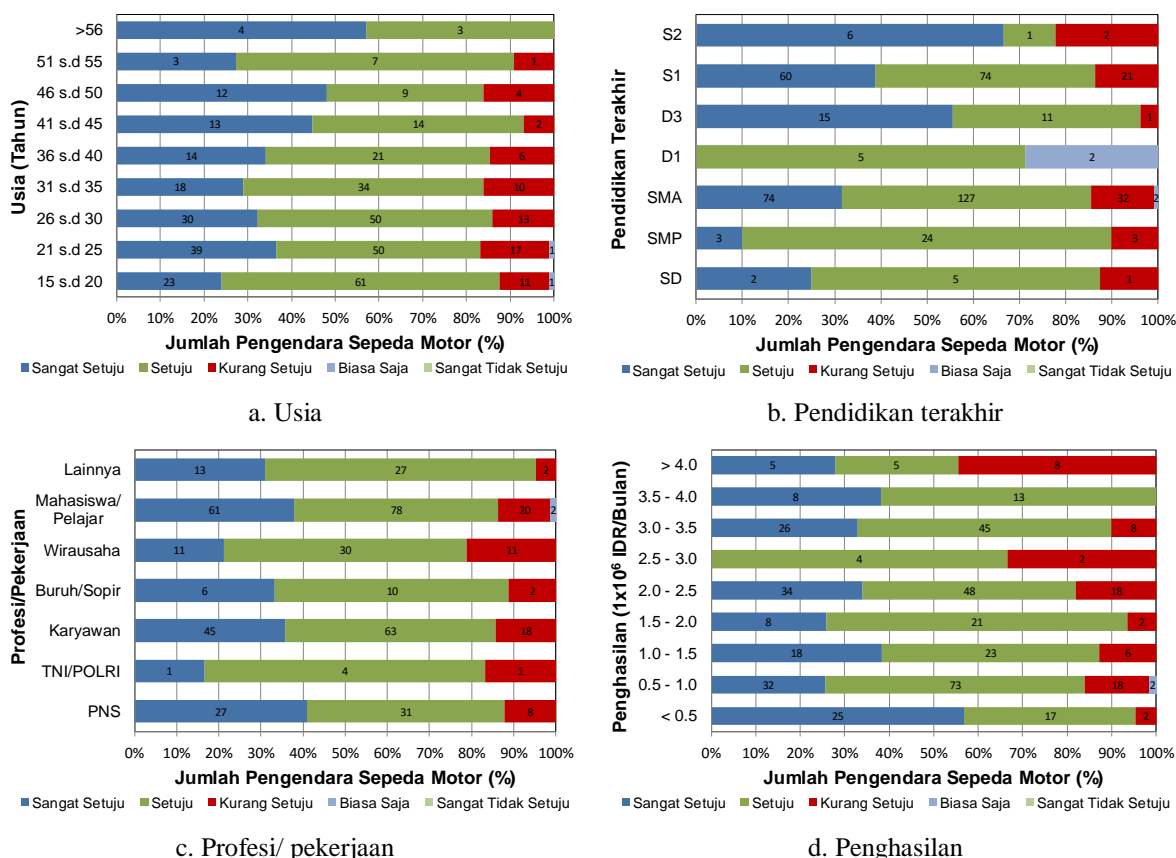 Usia (Tahun)
>56 4 3
51 s.d 55 3 7 1
46 s.d 50 12 9 4
41 s.d 45 13 14 2
36 s.d 40 14 21 6
31 s.d 35 18 34 10
26 s.d 30 30 50 13
21 s.d 25 39 50 17 1
15 s.d 20 23 61 11 1
0% 10% 20% 30% 40% 50% 60% 70% 80% 90% 100%
Jumlah Pengendara Sepeda Motor (%)
Sangat Setuju Setuju Kurang Setuju Biasa Saja Sangat Tidak Setuju
a. Usia
Pendidikan Terakhir
S2 6 1 2
S1 60 74 21
D3 15 11 1
D1 5 2
SMA 74 127 32 2
SMP 3 24 3
SD 2 5 1
0% 10% 20% 30% 40% 50% 60% 70% 80% 90% 100%
Jumlah Pengendara Sepeda Motor (%)
Sangat Setuju Setuju Kurang Setuju Biasa Saja Sangat Tidak Setuju
b. Pendidikan terakhir
Profesi/Pekerjaan
Lainnya 13 27 2
Mahasiswa/
Pelajar 61 78 20 2
Wirausaha 11 30 11
Buruh/Sopir 6 10 2
Karyawan 45 63 18
TNI/POLRI 1 4 1
PNS 27 31 8
0% 10% 20% 30% 40% 50% 60% 70% 80% 90% 100%
Jumlah Pengendara Sepeda Motor (%)
Sangat Setuju Setuju Kurang Setuju Biasa Saja Sangat Tidak Setuju
c. Profesi/ pekerjaan
Penghasilan (1x10⁶ IDR/Bulan)
> 4.0 5 5 8
3.5 - 4.0 8 13
3.0 - 3.5 26 45 8
2.5 - 3.0 4 2
2.0 - 2.5 34 48 18
1.5 - 2.0 8 21 2
1.0 - 1.5 18 23 6
0.5 - 1.0 32 73 18 2
< 0.5 25 17 2
0% 10% 20% 30% 40% 50% 60% 70% 80% 90% 100%
Jumlah Pengendara Sepeda Motor (%)
Sangat Setuju Setuju Kurang Setuju Biasa Saja Sangat Tidak Setuju
d. Penghasilan